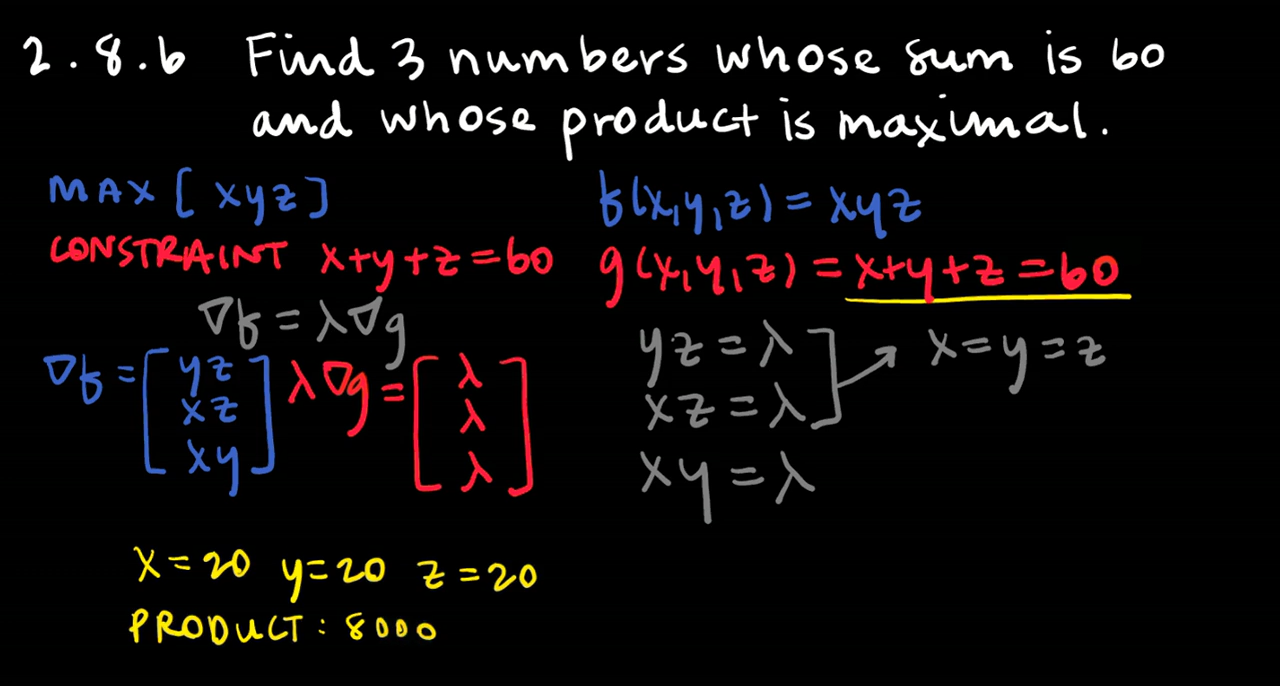 2.8.6 Find 3 numbers whose sum is 60
and whose product is maximal.
MAX [xyz]
CONSTRAINT x+y+z=60
∇f = λ∇g
∇f = [yz
xz
xy]
λ∇g = [λ
λ
λ]
f(x,y,z) = xyz
g(x,y,z) = x+y+z=60
yz = λ
xz = λ
xy = λ
x=y=z
x=20 y=20 z=20
PRODUCT: 8000